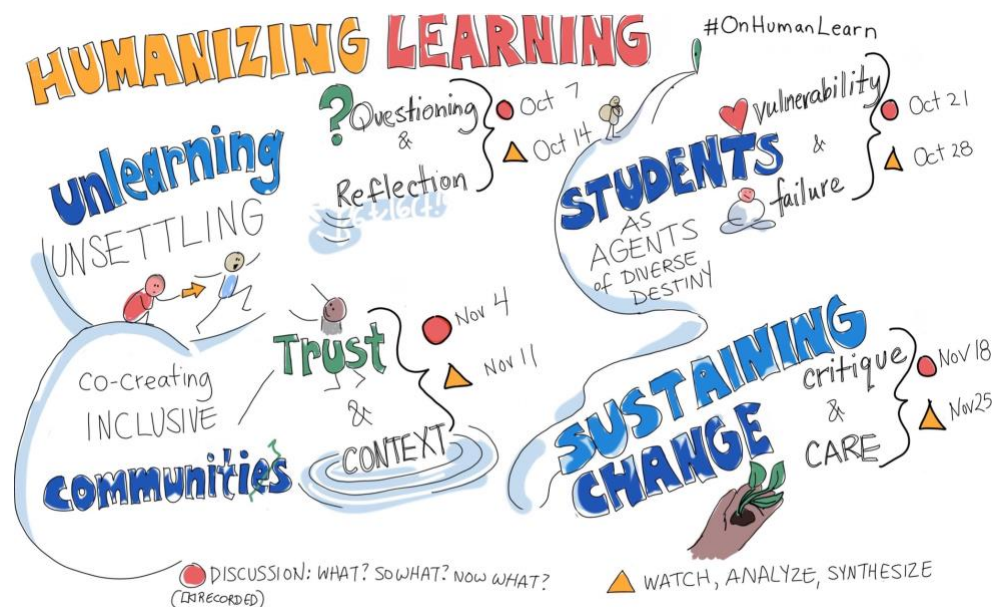 HUMANIZING LEARNING
#OnHumanLearn
unlearning
UNSETTLING
? Questioning
&
Reflection
Oct 7
Oct 14
STUDENTS
AS
AGENTS
of DIVERSE
DESTINY
vulnerability
&
failure
Oct 21
Oct 28
Co-creating
INCLUSIVE
communities
Trust
&
CONTEXT
Nov 4
Nov 11
SUSTAINING
CHANGE
critique
&
CARE
Nov 18
Nov 25
DISCUSSION: WHAT? SO WHAT? NOW WHAT?
RECORDED)
WATCH, ANALYZE, SYNTHESIZE